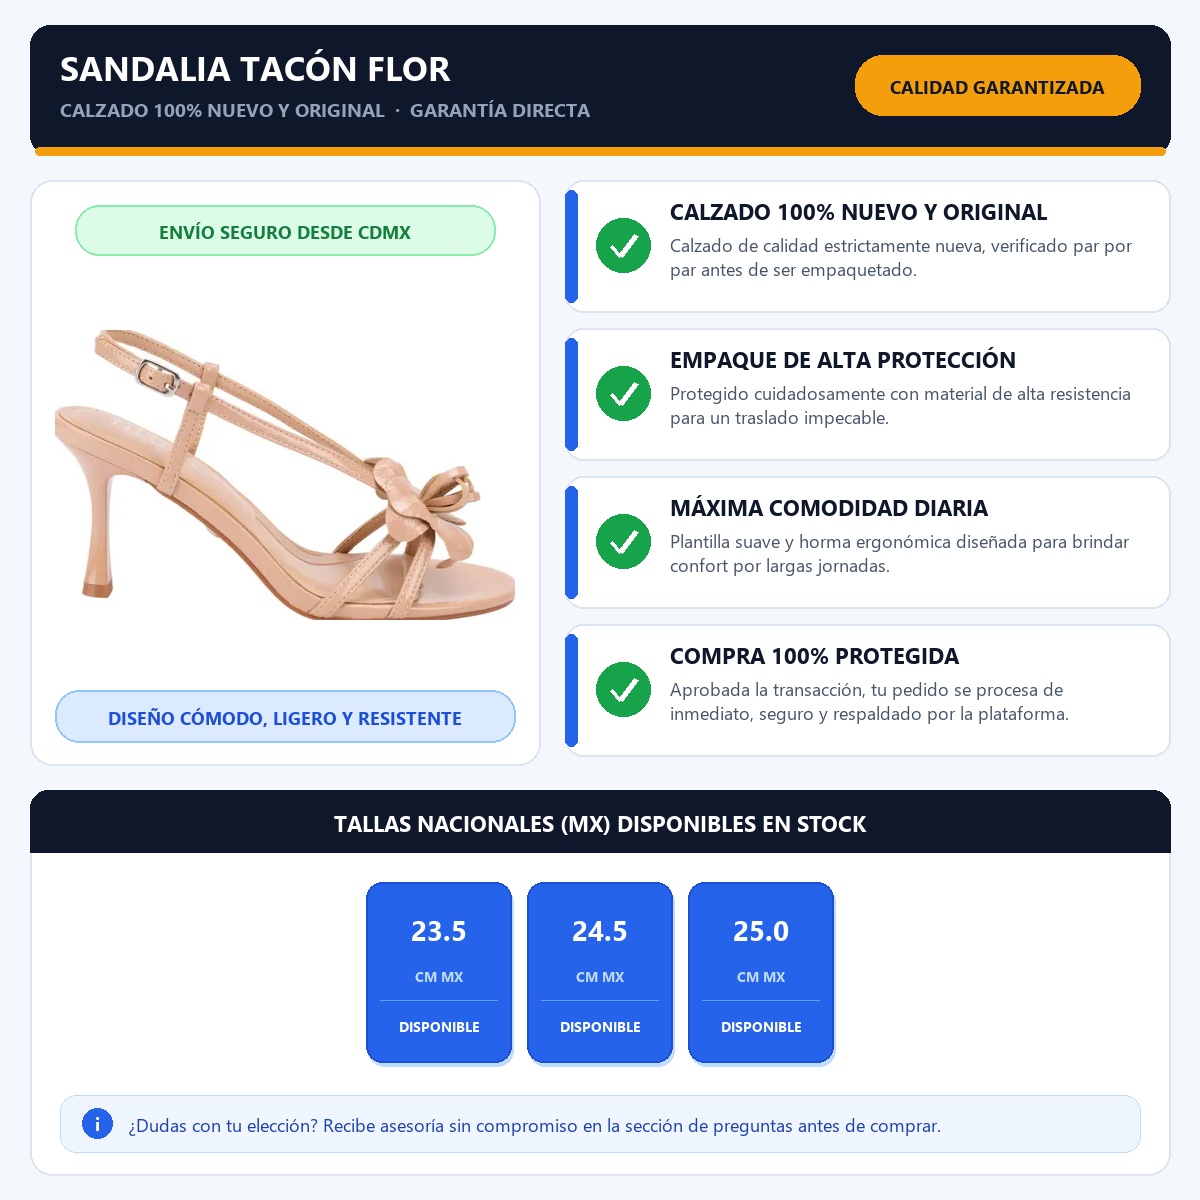 SANDALIA TACÓN FLOR
CALZADO 100% NUEVO Y ORIGINAL · GARANTÍA DIRECTA
CALIDAD GARANTIZADA
ENVÍO SEGURO DESDE CDMX
DISEÑO CÓMODO, LIGERO Y RESISTENTE
CALZADO 100% NUEVO Y ORIGINAL
Calzado de calidad estrictamente nueva, verificado par por
par antes de ser empaquetado.
EMPAQUE DE ALTA PROTECCIÓN
Protegido cuidadosamente con material de alta resistencia
para un traslado impecable.
MÁXIMA COMODIDAD DIARIA
Plantilla suave y horma ergonómica diseñada para brindar
confort por largas jornadas.
COMPRA 100% PROTEGIDA
Aprobada la transacción, tu pedido se procesa de
inmediato, seguro y respaldado por la plataforma.
TALLAS NACIONALES (MX) DISPONIBLES EN STOCK
23.5
CM MX
DISPONIBLE
24.5
CM MX
DISPONIBLE
25.0
CM MX
DISPONIBLE
¿Dudas con tu elección? Recibe asesoría sin compromiso en la sección de preguntas antes de comprar.